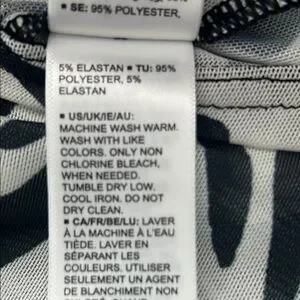 ■ SE: 95% POLYESTER,
5% ELASTAN ■ TU: 95%
POLYESTER, 5%
ELASTAN
■ US/UK/IE/AU:
MACHINE WASH WARM.
WASH WITH LIKE
COLORS. ONLY NON
CHLORINE BLEACH,
WHEN NEEDED.
TUMBLE DRY LOW.
COOL IRON. DO NOT
DRY CLEAN.
■ CA/FR/BE/LU: LAVER
À LA MACHINE À L'EAU
TIÈDE. LAVER EN
SÉPARANT LES
COULEURS. UTILISER
SEULEMENT UN AGENT
DE BLANCHIMENT NON